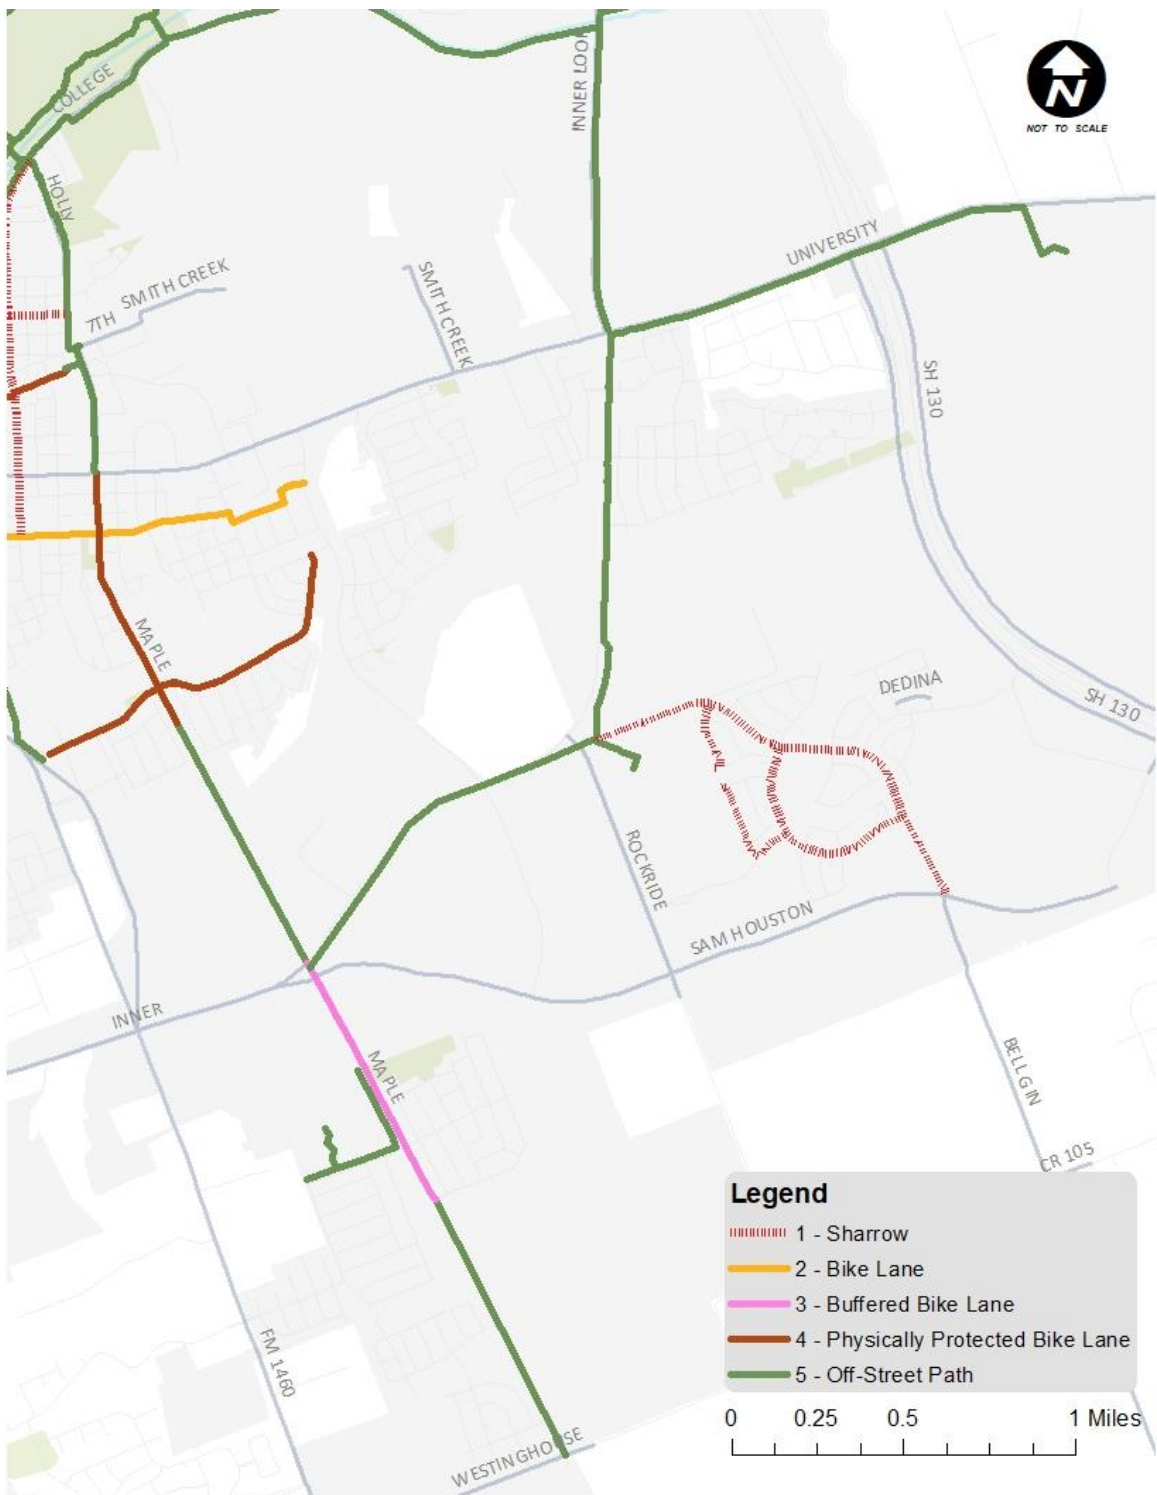 INNER LOOP
N
NOT TO SCALE
COLLEGE
HOLLY
UNIVERSITY
SMITH CREEK
SMITH CREEK
7TH
SH 130
MAPLE
DEDINA
SH 130
ROCKRIDE
SAM HOUSTON
INNER
MAPLE
BELL GIN
CR 105
Legend
1 - Sharrow
2 - Bike Lane
3 - Buffered Bike Lane
4 - Physically Protected Bike Lane
5 - Off-Street Path
FM 1460
0 0.25 0.5 1 Miles
WESTINGHOUSE